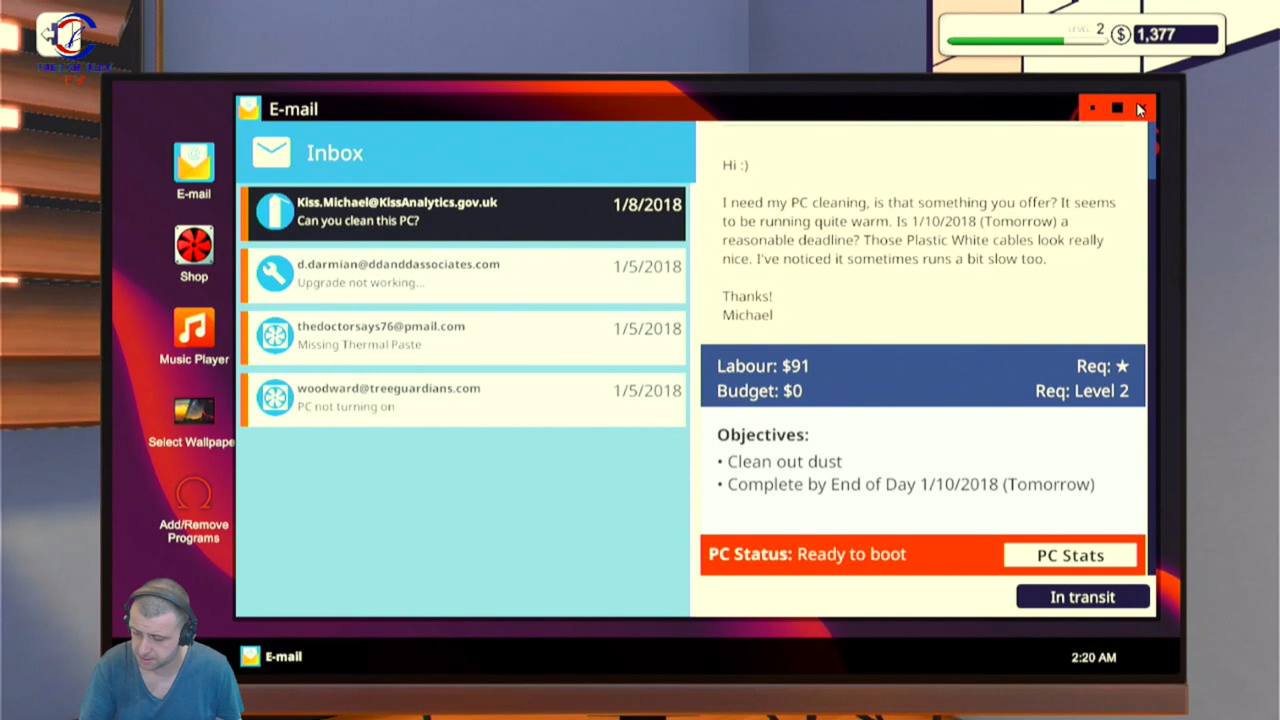 LEVEL 2
$ 1,377
E-mail
Inbox
E-mail
Shop
Music Player
Select Wallpape
Add/Remove
Programs
Kiss.Michael@KissAnalytics.gov.uk
1/8/2018
Can you clean this PC?
d.darmian@ddanddassociates.com
1/5/2018
Upgrade not working...
thedoctorsays76@pmail.com
1/5/2018
Missing Thermal Paste
woodward@treeguardians.com
1/5/2018
PC not turning on
Hi :)
I need my PC cleaning, is that something you offer? It seems
to be running quite warm. Is 1/10/2018 (Tomorrow) a
reasonable deadline? Those Plastic White cables look really
nice. I've noticed it sometimes runs a bit slow too.
Thanks!
Michael
Labour: $91
Req: ★
Budget: $0
Req: Level 2
Objectives:
• Clean out dust
• Complete by End of Day 1/10/2018 (Tomorrow)
PC Status: Ready to boot
PC Stats
In transit
E-mail
2:20 AM